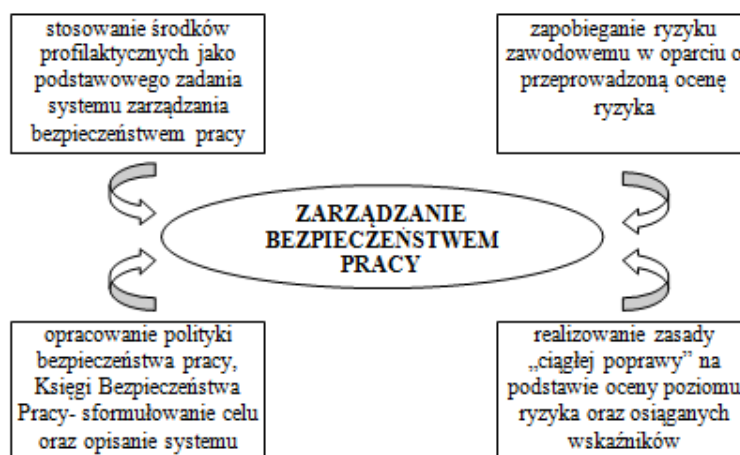 stosowanie środków
profilaktycznych jako
podstawowego zadania
systemu zarządzania
bezpieczeństwem pracy
zapobieganie ryzyku
zawodowemu w oparciu o
przeprowadzoną ocenę
ryzyka
ZARZĄDZANIE
BEZPIECZEŃSTWEM
PRACY
opracowanie polityki
bezpieczeństwa pracy,
Księgi Bezpieczeństwa
Pracy- sformułowanie celu
oraz opisanie systemu
realizowanie zasady
„ciągłej poprawy” na
podstawie oceny poziomu
ryzyka oraz osiąganych
wskaźników